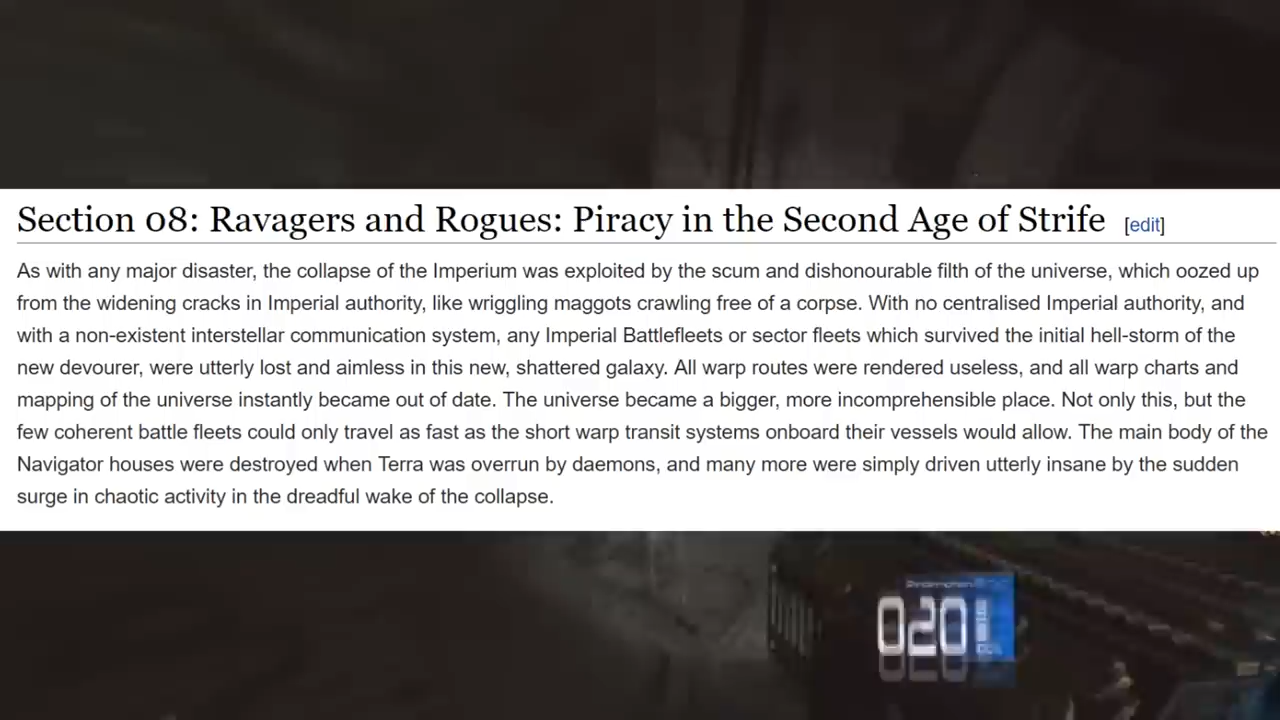 Section 08: Ravagers and Rogues: Piracy in the Second Age of Strife [edit]
As with any major disaster, the collapse of the Imperium was exploited by the scum and dishonourable filth of the universe, which oozed up
from the widening cracks in Imperial authority, like wriggling maggots crawling free of a corpse. With no centralised Imperial authority, and
with a non-existent interstellar communication system, any Imperial Battlefleets or sector fleets which survived the initial hell-storm of the
new devourer, were utterly lost and aimless in this new, shattered galaxy. All warp routes were rendered useless, and all warp charts and
mapping of the universe instantly became out of date. The universe became a bigger, more incomprehensible place. Not only this, but the
few coherent battle fleets could only travel as fast as the short warp transit systems onboard their vessels would allow. The main body of the
Navigator houses were destroyed when Terra was overrun by daemons, and many more were simply driven utterly insane by the sudden
surge in chaotic activity in the dreadful wake of the collapse.
020